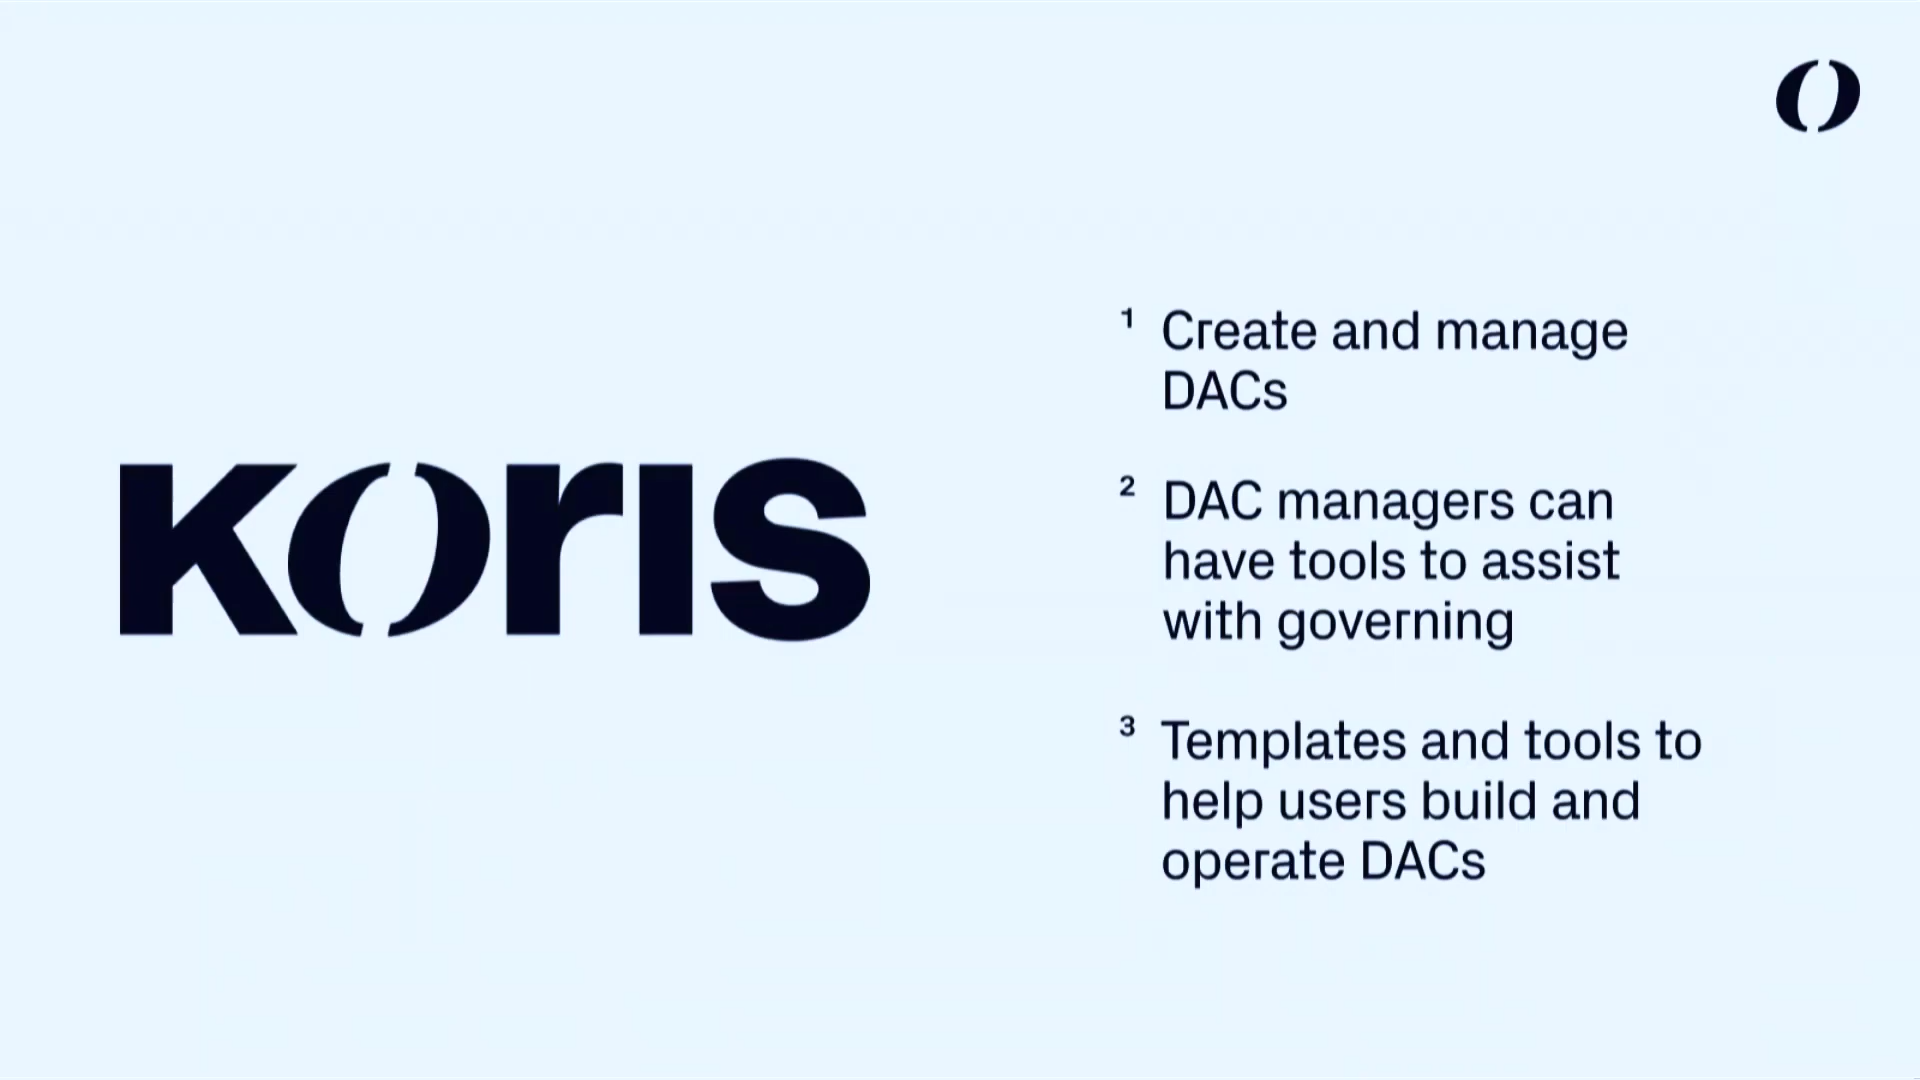 KORIS
1 Create and manage
DACs
2 DAC managers can
have tools to assist
with governing
3 Templates and tools to
help users build and
operate DACs